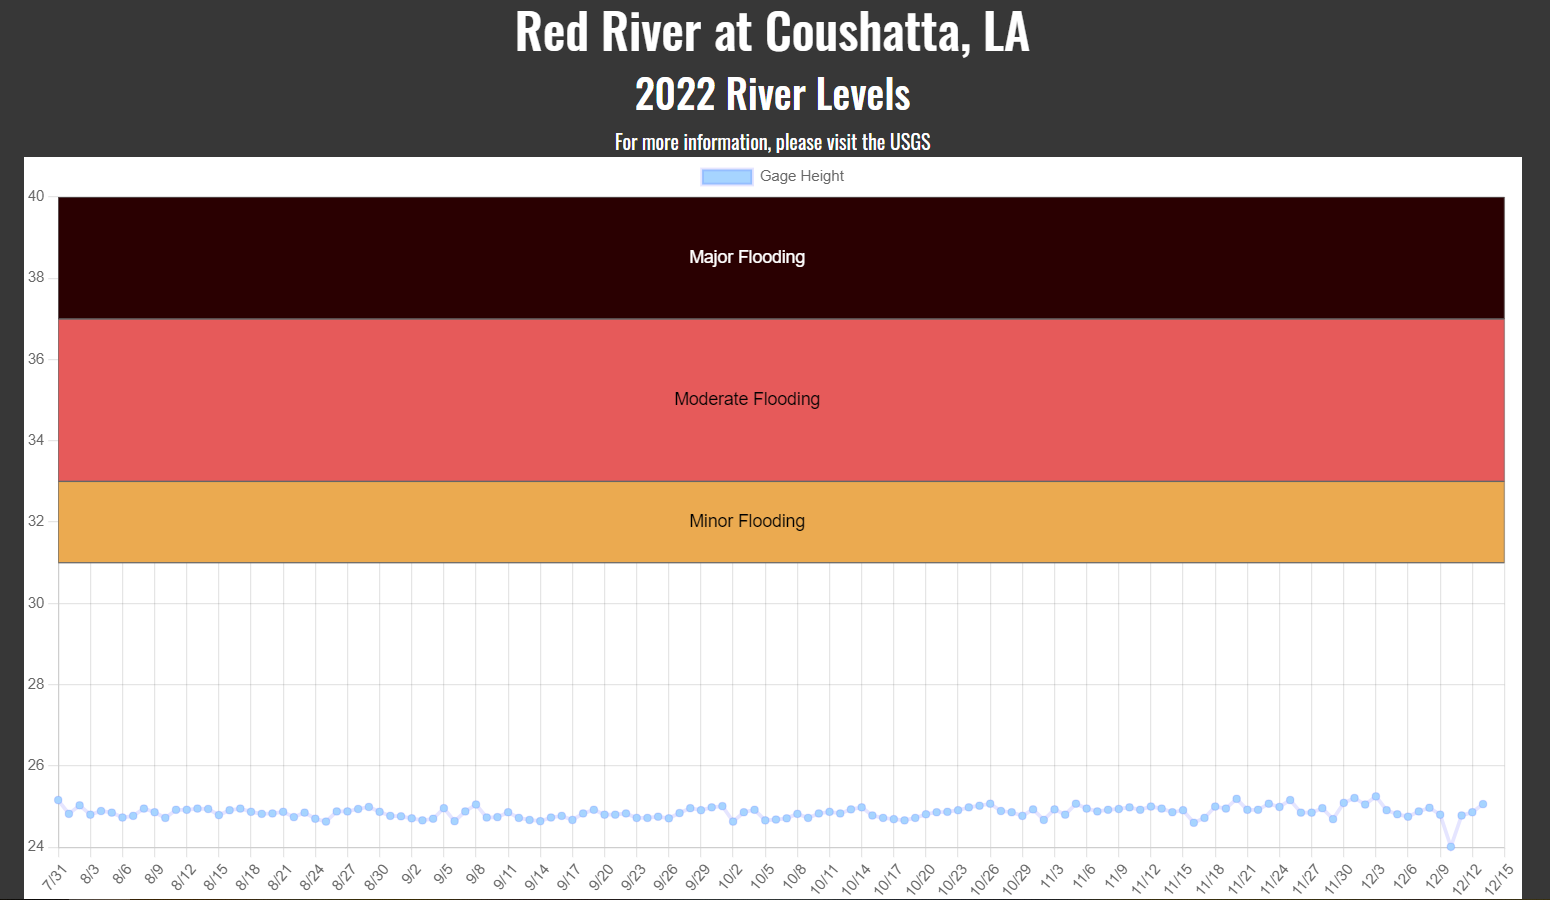 Red River at Coushatta, LA
2022 River Levels
For more information, please visit the USGS
Gage Height
40
Major Flooding
38
36
Moderate Flooding
34
32
Minor Flooding
30
28
26
24
7/31 8/3 8/6 8/9 8/12 8/15 8/18 8/21 8/24 8/27 8/30 9/2 9/5 9/8 9/11 9/14 9/17 9/20 9/23 9/26 9/29 10/2 10/5 10/8 10/11 10/14 10/17 10/20 10/23 10/26 10/29 11/3 11/6 11/9 11/12 11/15 11/18 11/21 11/24 11/27 11/30 12/3 12/6 12/9 12/12 12/15